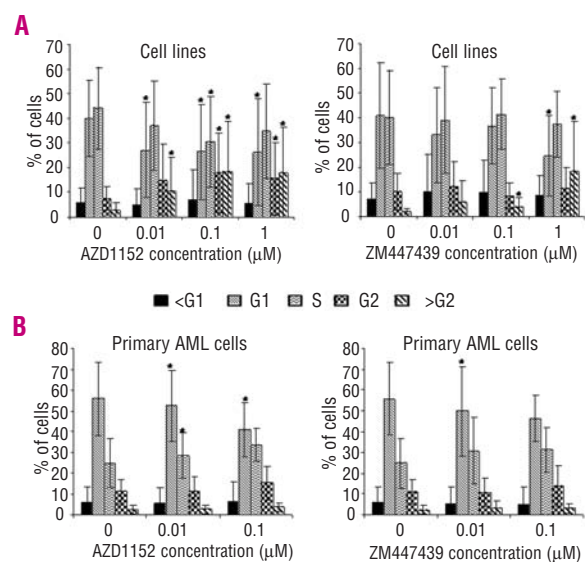 A
Cell lines
70
60
50
40
30
20
10
0
% of cells
0 0.01 0.1 1
AZD1152 concentration (μM)
Cell lines
70
60
50
40
30
20
10
0
% of cells
0 0.01 0.1 1
ZM447439 concentration (μM)
<G1 G1 S G2 >G2
B
Primary AML cells
80
70
60
50
40
30
20
10
0
% of cells
0 0.01 0.1
AZD1152 concentration (μM)
Primary AML cells
80
70
60
50
40
30
20
10
0
% of cells
0 0.01 0.1
ZM447439 concentration (μM)